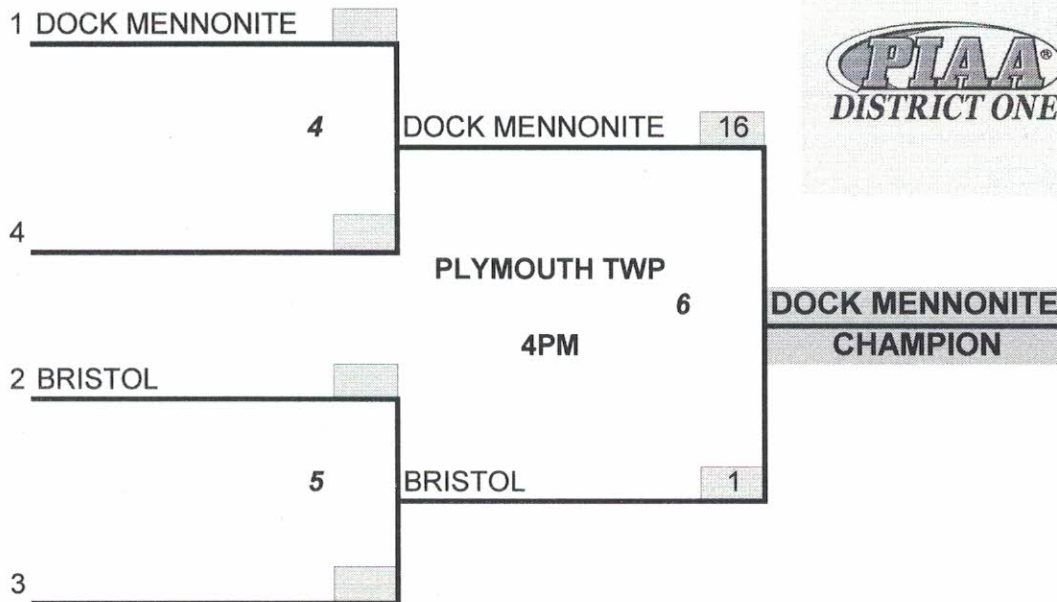 1 DOCK MENNONITE
PIAA®
DISTRICT ONE
4 DOCK MENNONITE 16
4
PLYMOUTH TWP
6
DOCK MENNONITE
4PM
CHAMPION
2 BRISTOL
5 BRISTOL 1
3